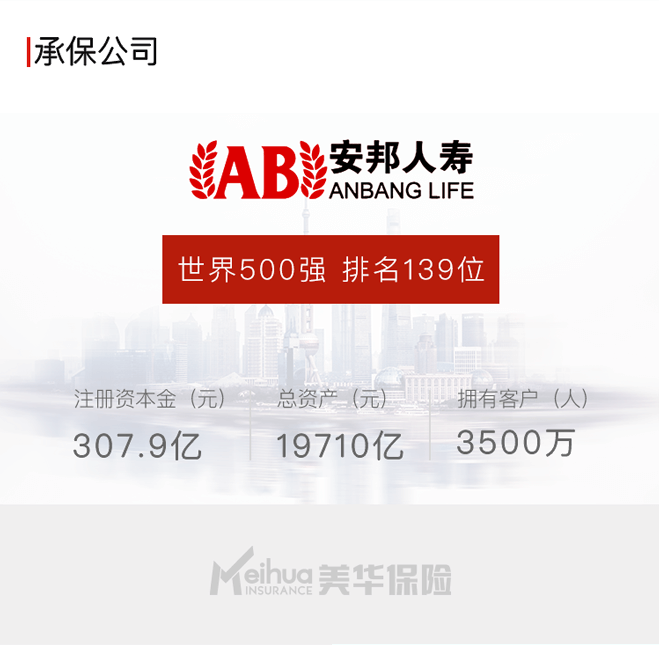 承保公司
AB 安邦人寿
ANBANG LIFE
世界500强 排名139位
注册资本金（元） 总资产（元） 拥有客户（人）
307.9亿 19710亿 3500万
Meihua 美华保险
INSURANCE